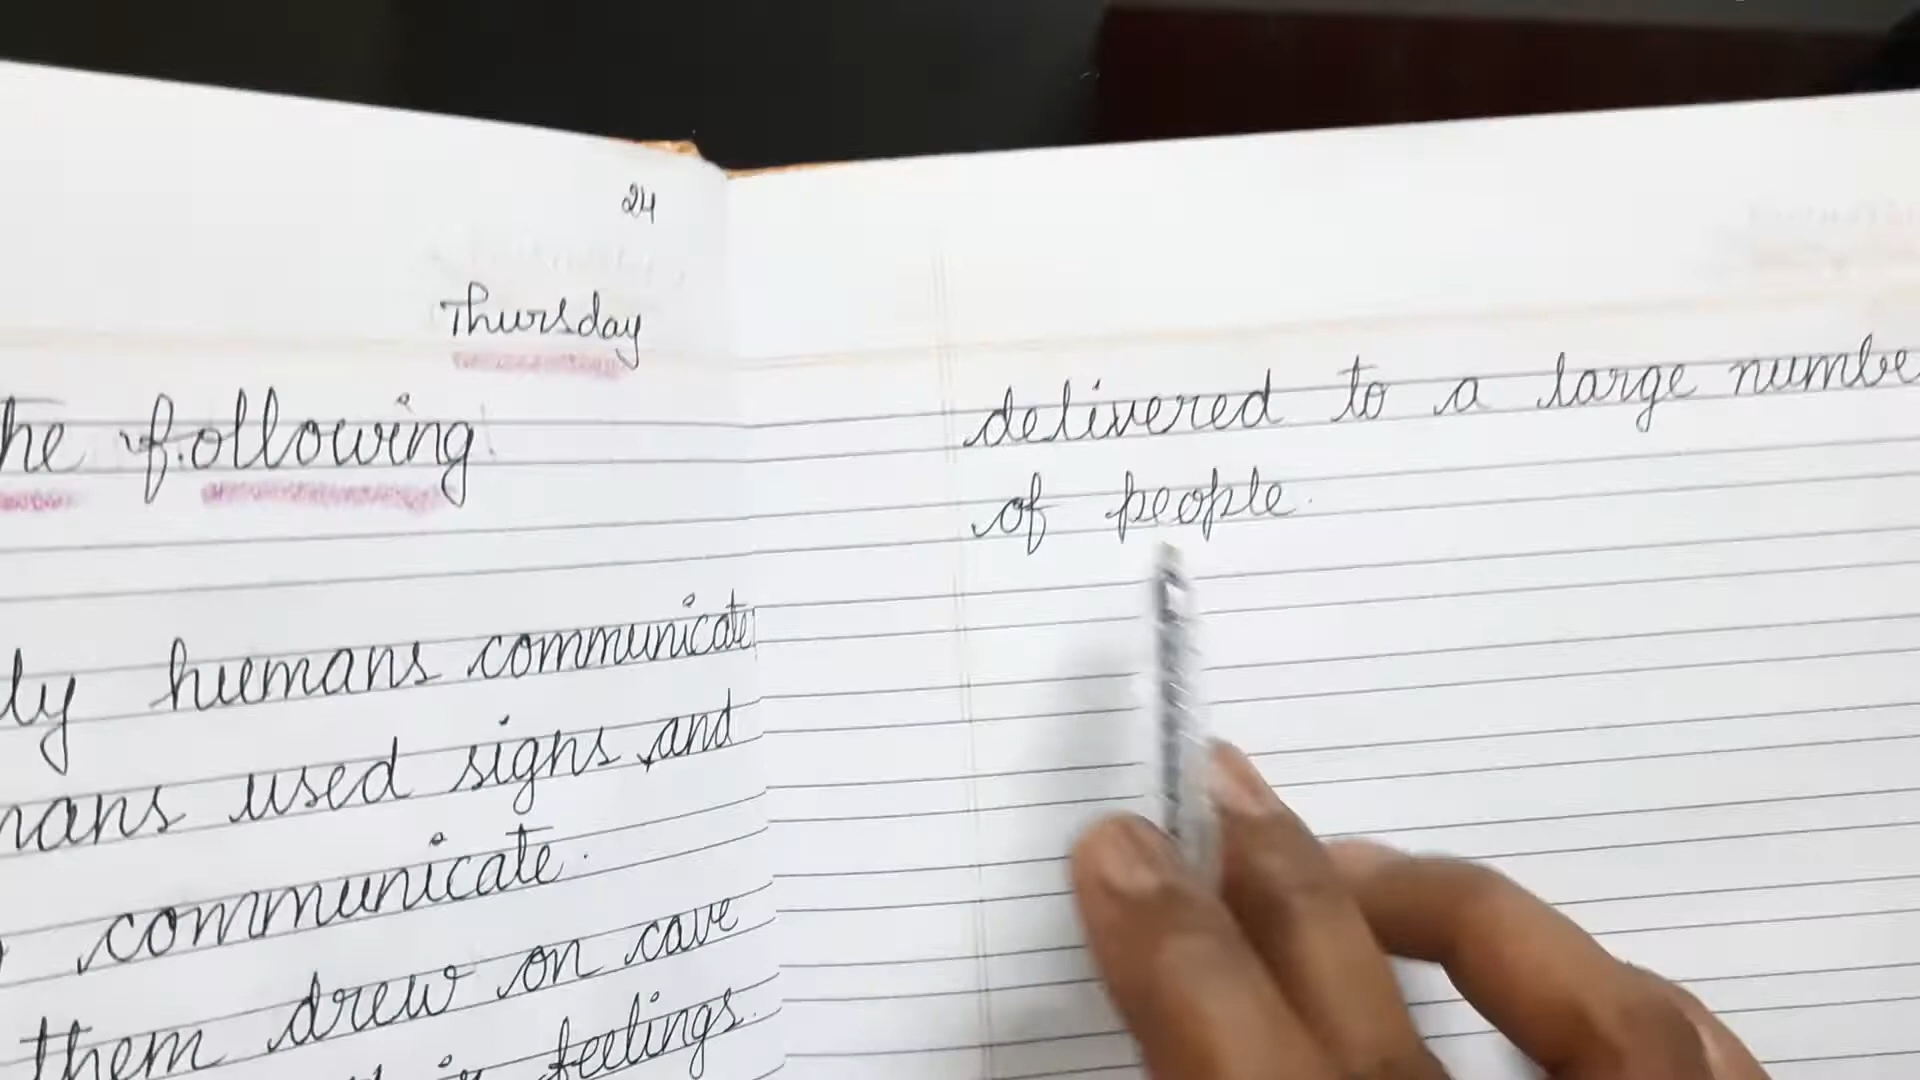 24
Thursday
he following
ly humans communicate
mans used signs and
communicate.
them drew on cave
feelings.
delivered to a large numbe
of people.